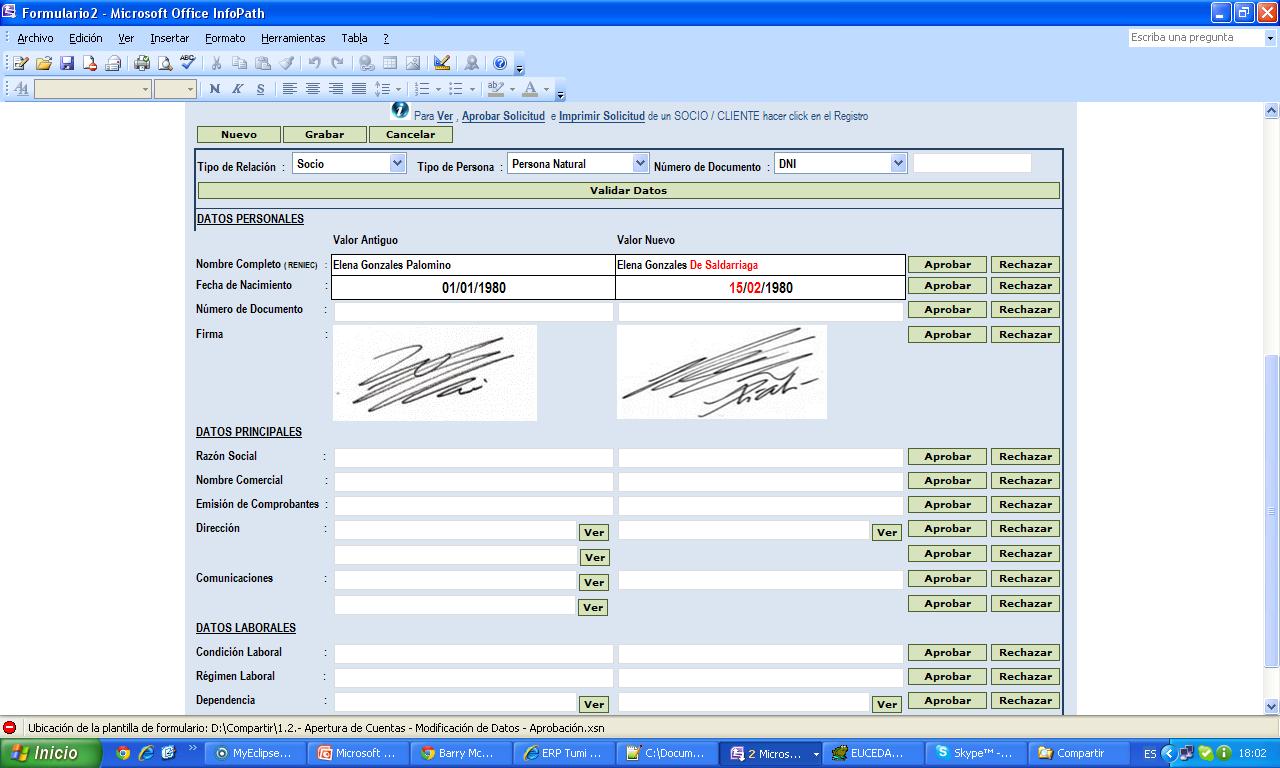 Formulario2 - Microsoft Office InfoPath
Archivo Edición Ver Insertar Formato Herramientas Tabla ? Escriba una pregunta
Para Ver , Aprobar Solicitud e Imprimir Solicitud de un SOCIO / CLIENTE hacer click en el Registro
Nuevo Grabar Cancelar
Tipo de Relación : Socio Tipo de Persona : Persona Natural Número de Documento : DNI
Validar Datos
DATOS PERSONALES
Valor Antiguo Valor Nuevo
Nombre Completo ( RENIEC) : Elena Gonzales Palomino Elena Gonzales De Saldarriaga Aprobar Rechazar
Fecha de Nacimiento : 01/01/1980 15/02/1980 Aprobar Rechazar
Número de Documento : Aprobar Rechazar
Firma : Aprobar Rechazar
DATOS PRINCIPALES
Razón Social : Aprobar Rechazar
Nombre Comercial : Aprobar Rechazar
Emisión de Comprobantes : Aprobar Rechazar
Dirección : Ver Ver Aprobar Rechazar
Ver Aprobar Rechazar
Comunicaciones : Ver Aprobar Rechazar
Ver Aprobar Rechazar
DATOS LABORALES
Condición Laboral : Aprobar Rechazar
Régimen Laboral : Aprobar Rechazar
Dependencia : Ver Ver Aprobar Rechazar
Ubicación de la plantilla de formulario: D:\Compartir\1.2.- Apertura de Cuentas - Modificación de Datos - Aprobación.xsn
Inicio MyEclipse... Microsoft ... Barry Mc... ERP Tumi ... C:\Docum... 2 Micros... EUCEDA... Skype™ -... Compartir ES 18:02